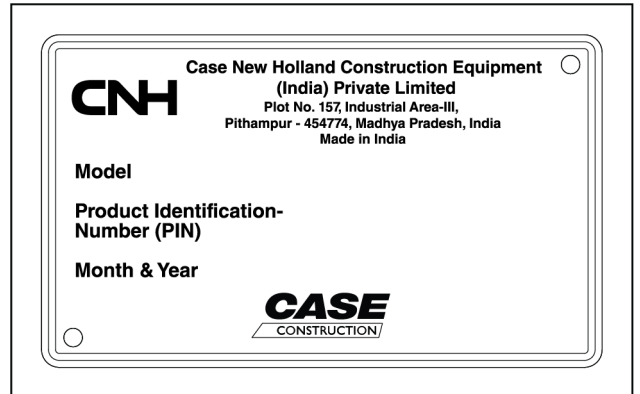 CNH
Case New Holland Construction Equipment
(India) Private Limited
Plot No. 157, Industrial Area-III,
Pithampur - 454774, Madhya Pradesh, India
Made in India
Model
Product Identification-
Number (PIN)
Month & Year
CASE
CONSTRUCTION